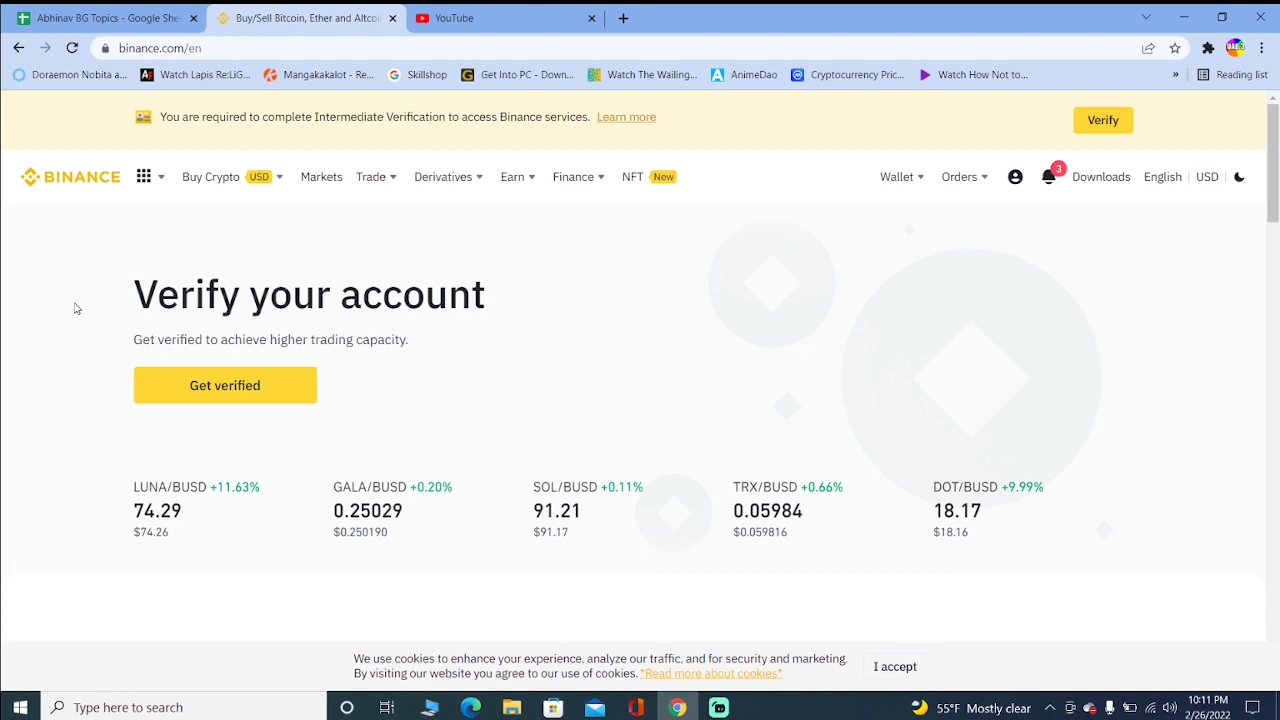 Abhinav BG Topics - Google Shee
Buy/Sell Bitcoin, Ether and Altcoi
YouTube
binance.com/en
Doraemon Nobita a...
Watch Lapis Re:LiG...
Mangakakalot - Re...
Skillshop
Get Into PC - Down...
Watch The Wailing...
AnimeDao
Cryptocurrency Pric...
Watch How Not to...
»
Reading list
You are required to complete Intermediate Verification to access Binance services. Learn more
Verify
BINANCE
Buy Crypto USD
Markets
Trade
Derivatives
Earn
Finance
NFT New
Wallet
Orders
3
Downloads
English
USD
Verify your account
Get verified to achieve higher trading capacity.
Get verified
LUNA/BUSD +11.63%
74.29
$74.26
GALA/BUSD +0.20%
0.25029
$0.250190
SOL/BUSD +0.11%
91.21
$91.17
TRX/BUSD +0.66%
0.05984
$0.059816
DOT/BUSD +9.99%
18.17
$18.16
We use cookies to enhance your experience, analyze our traffic, and for security and marketing.
By visiting our website you agree to our use of cookies. *Read more about cookies*
I accept
Type here to search
55°F Mostly clear
10:11 PM
2/26/2022